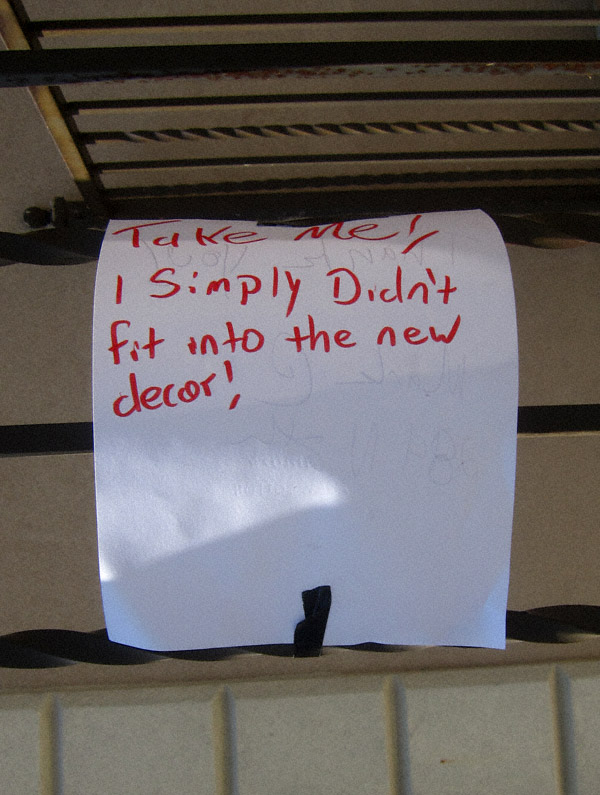 Take Me!
I Simply Didn't
fit into the new
decor!